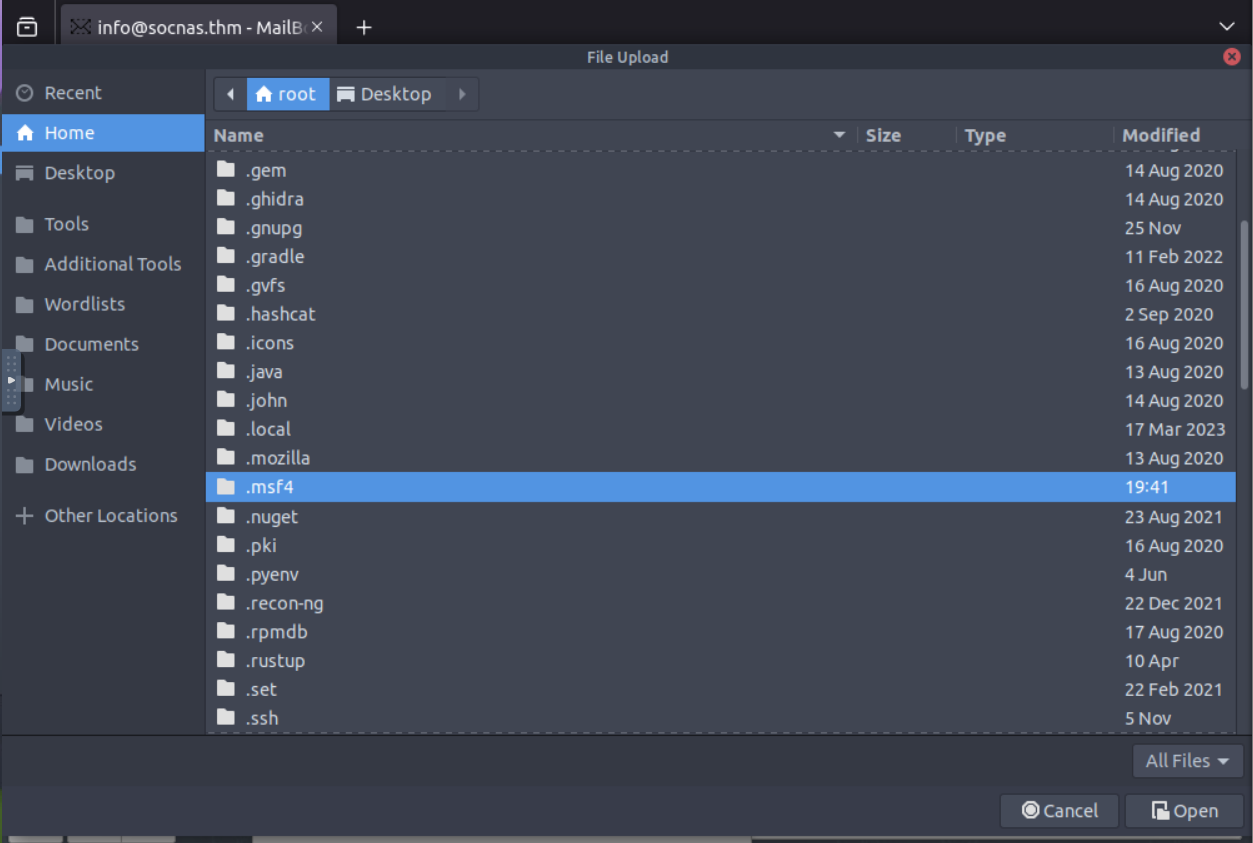 info@socnas.thm - MailB
File Upload
Recent
Home
Desktop
Tools
Additional Tools
Wordlists
Documents
Music
Videos
Downloads
Other Locations
root Desktop
Name Size Type Modified
.gem 14 Aug 2020
.ghidra 14 Aug 2020
.gnupg 25 Nov
.gradle 11 Feb 2022
.gvfs 16 Aug 2020
.hashcat 2 Sep 2020
.icons 16 Aug 2020
.java 13 Aug 2020
.john 14 Aug 2020
.local 17 Mar 2023
.mozilla 13 Aug 2020
.msf4 19:41
.nuget 23 Aug 2021
.pki 16 Aug 2020
.pyenv 4 Jun
.recon-ng 22 Dec 2021
.rpmdb 17 Aug 2020
.rustup 10 Apr
.set 22 Feb 2021
.ssh 5 Nov
All Files
Cancel Open